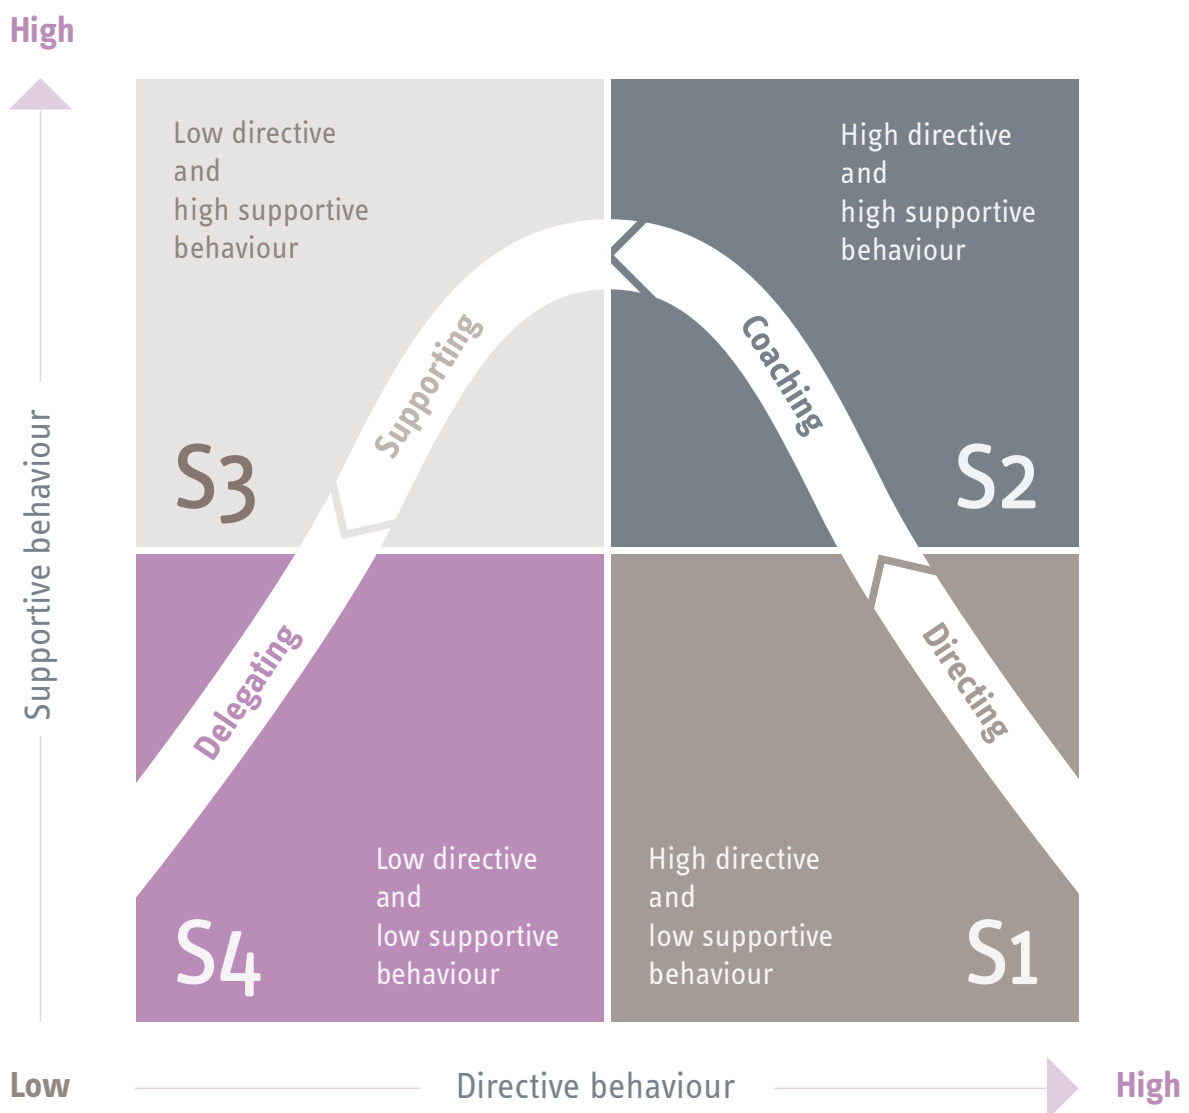 High
Low directive
and
high supportive
behaviour
High directive
and
high supportive
behaviour
Supporting
Coaching
S3
S2
Supportive behaviour
Delegating
Directing
Low directive
and
low supportive
behaviour
High directive
and
low supportive
behaviour
S4
S1
Low
Directive behaviour
High